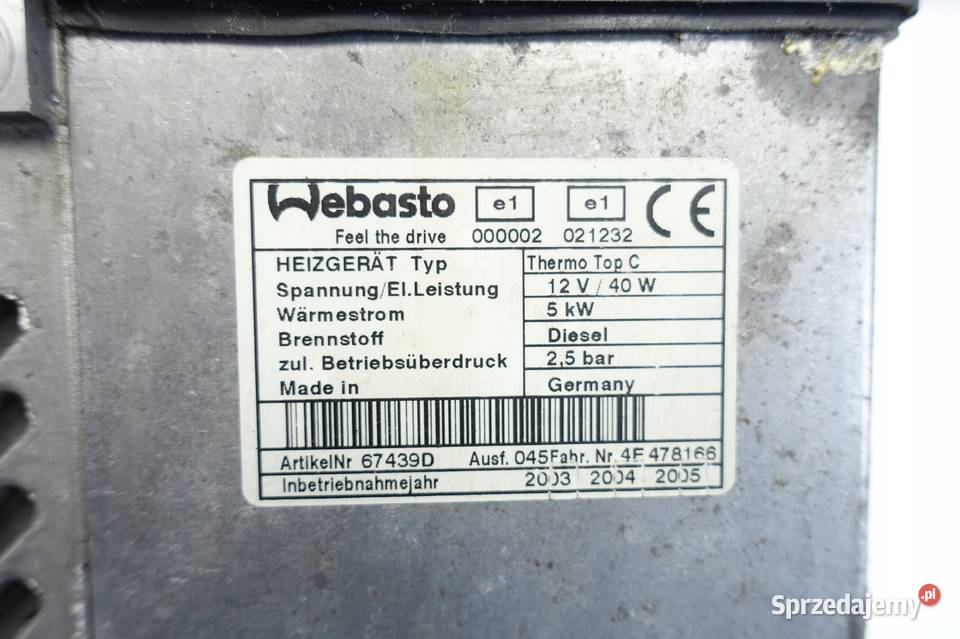 Webasto e1 e1 CE
Feel the drive 000002 021232
HEIZGERÄT Typ Thermo Top C
Spannung/El.Leistung 12 V / 40 W
Wärmestrom 5 kW
Brennstoff Diesel
zul. Betriebsüberdruck 2,5 bar
Made in Germany
ArtikelNr 67439D Ausf. 045 Fahr. Nr. 4E 478166
Inbetriebnahmejahr 2003 2004 2005
Sprzedajemy.pl